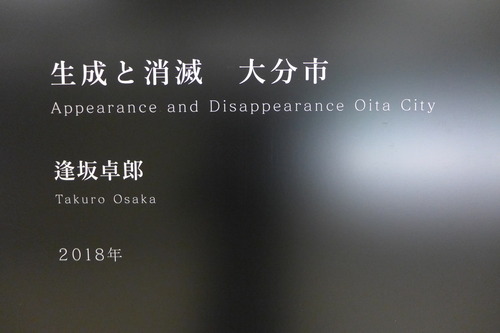 生成と消滅　大分市
Appearance and Disappearance Oita City
逢坂卓郎
Takuro Osaka
2018年